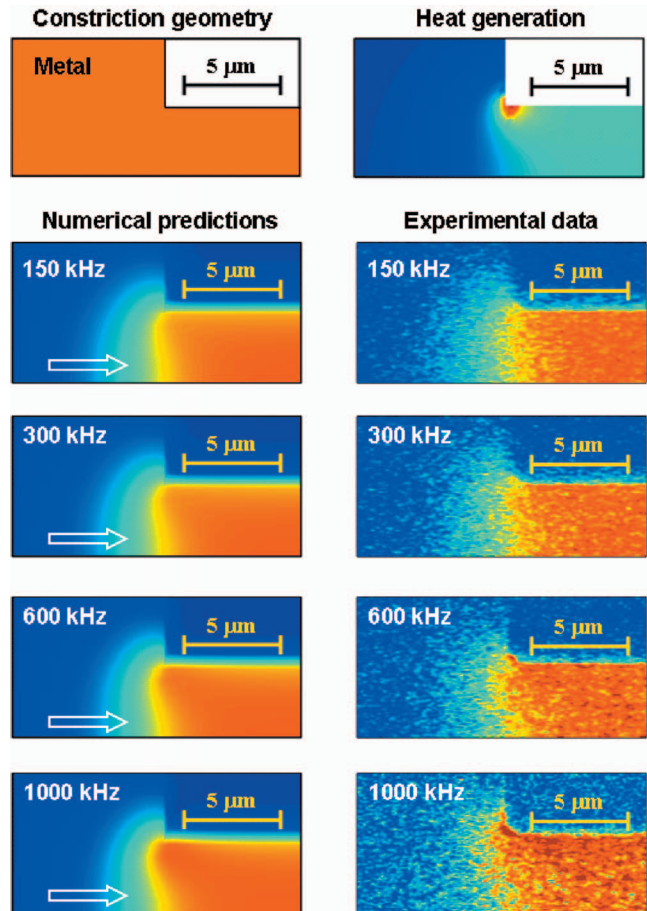 Constriction geometry
Heat generation
Metal
5 µm
5 µm
Numerical predictions
Experimental data
150 kHz
5 µm
150 kHz
5 µm
300 kHz
5 µm
300 kHz
5 µm
600 kHz
5 µm
600 kHz
5 µm
1000 kHz
5 µm
1000 kHz
5 µm